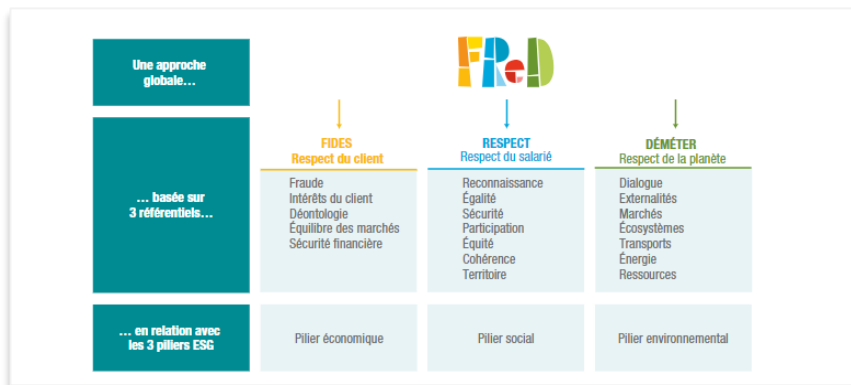 Une approche
globale…
FReD
FIDES
Respect du client
RESPECT
Respect du salarié
DÉMÉTER
Respect de la planète
… basée sur
3 référentiels…
Fraude
Intérêts du client
Déontologie
Équilibre des marchés
Sécurité financière
Reconnaissance
Égalité
Sécurité
Participation
Équité
Cohérence
Territoire
Dialogue
Externalités
Marchés
Écosystèmes
Transports
Énergie
Ressources
… en relation avec
les 3 piliers ESG
Pilier économique
Pilier social
Pilier environnemental